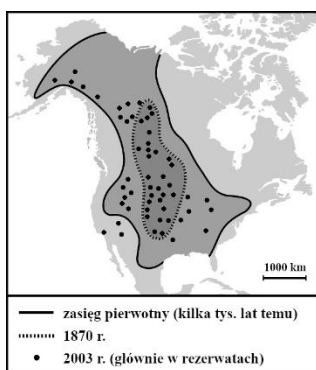 1000 km
zasięg pierwotny (kilka tys. lat temu)
1870 r.
2003 r. (głównie w rezerwatach)